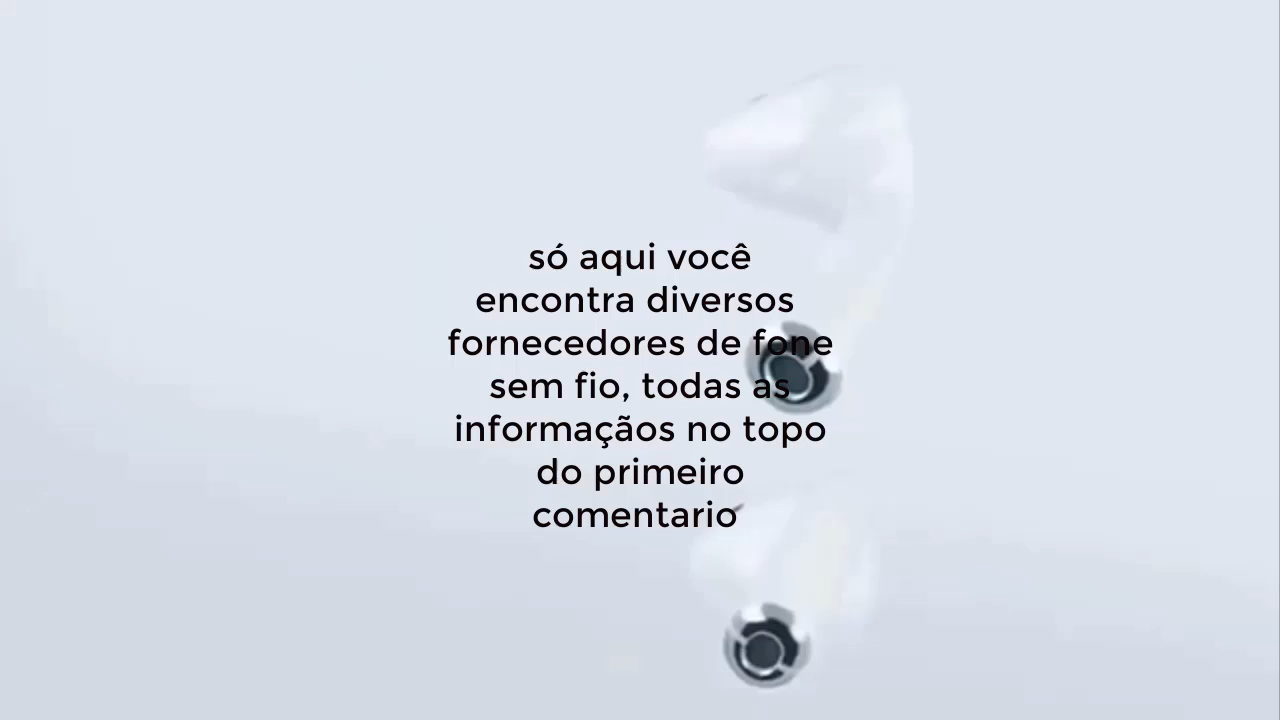 só aqui você
encontra diversos
fornecedores de fone
sem fio, todas as
informaçãos no topo
do primeiro
comentario